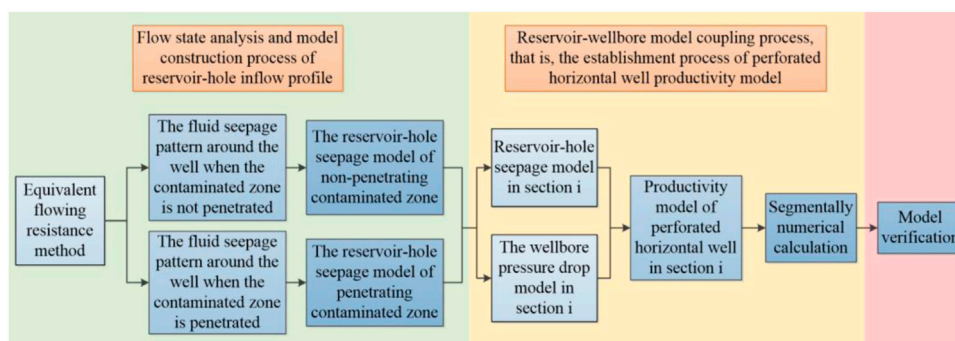 Flow state analysis and model
construction process of
reservoir-hole inflow profile
Reservoir-wellbore model coupling process,
that is, the establishment process of perforated
horizontal well productivity model
Equivalent
flowing
resistance
method
The fluid seepage
pattern around the
well when the
contaminated zone
is not penetrated
The reservoir-hole
seepage model of
non-penetrating
contaminated zone
The fluid seepage
pattern around the
well when the
contaminated zone
is penetrated
The reservoir-hole
seepage model of
penetrating
contaminated zone
Reservoir-hole
seepage model
in section i
The wellbore
pressure drop
model in
section i
Productivity
model of
perforated
horizontal well
in section i
Segmentally
numerical
calculation
Model
verification